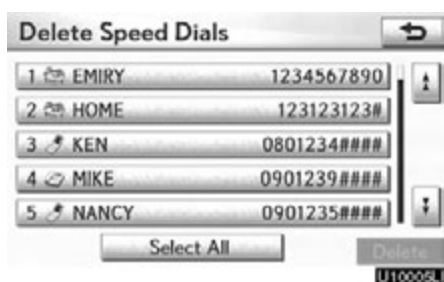 Delete Speed Dials
1 EMIRY 1234567890
2 HOME 123123123#
3 KEN 0801234####
4 MIKE 0901239####
5 NANCY 0901235####
Select All Delete
U10005LI